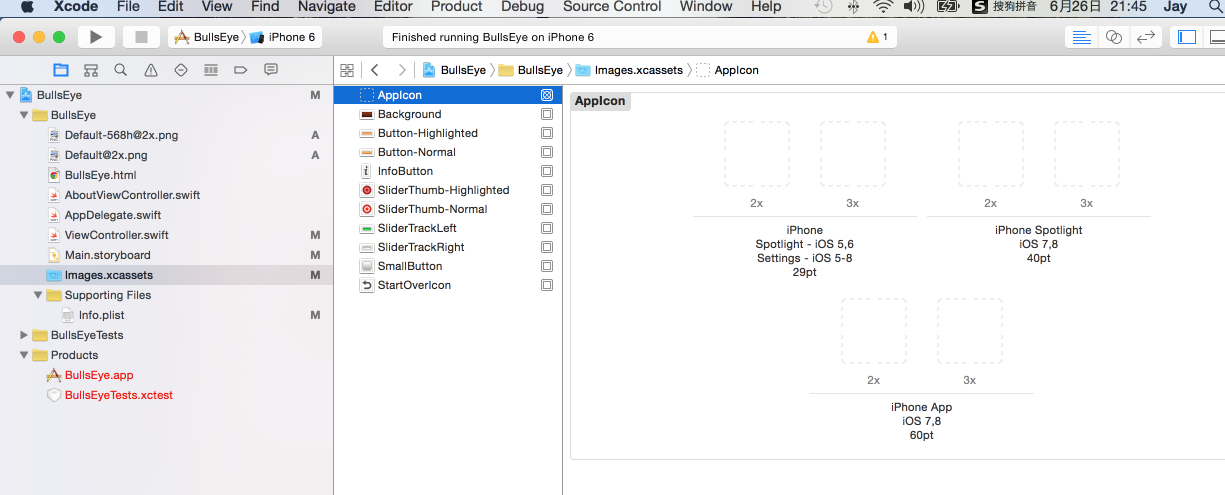 Xcode File Edit View Find Navigate Editor Product Debug Source Control Window Help S 搜狗拼音 6月26日 21:45 Jay
BullsEye iPhone 6 Finished running BullsEye on iPhone 6 1
BullsEye BullsEye Images.xcassets AppIcon
BullsEye M
BullsEye
Default-568h@2x.png A
Default@2x.png A
BullsEye.html
AboutViewController.swift
AppDelegate.swift
ViewController.swift M
Main.storyboard M
Images.xcassets M
Supporting Files
Info.plist M
BullsEyeTests
Products
BullsEye.app
BullsEyeTests.xctest
AppIcon
Background
Button-Highlighted
Button-Normal
InfoButton
SliderThumb-Highlighted
SliderThumb-Normal
SliderTrackLeft
SliderTrackRight
SmallButton
StartOverIcon
AppIcon
2x 3x
iPhone
Spotlight - iOS 5,6
Settings - iOS 5-8
29pt
2x 3x
iPhone Spotlight
iOS 7,8
40pt
2x 3x
iPhone App
iOS 7,8
60pt